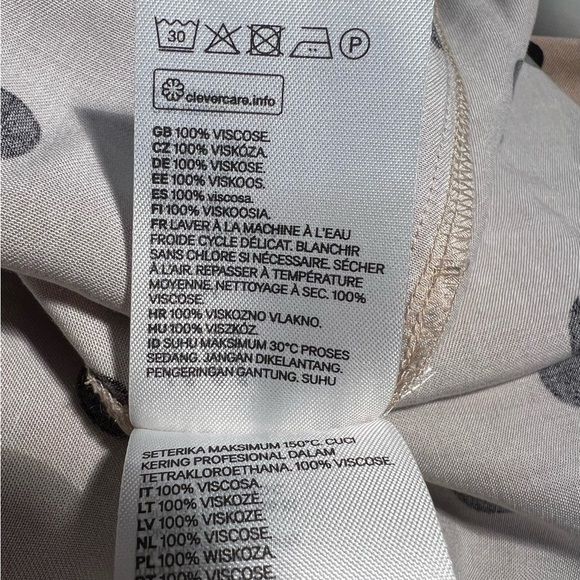 30 P
clevercare.info
GB 100% VISCOSE.
CZ 100% VISKÓZA.
DE 100% VISKOSE.
EE 100% VISKOOS.
ES 100% viscosa.
FI 100% VISKOOSIA.
FR LAVER À LA MACHINE À L'EAU
FROIDE CYCLE DÉLICAT. BLANCHIR
SANS CHLORE SI NÉCESSAIRE. SÉCHER
À L'AIR. REPASSER À TEMPÉRATURE
MOYENNE. NETTOYAGE À SEC. 100%
VISCOSE.
HR 100% VISKOZNO VLAKNO.
HU 100% VISZKÓZ.
ID SUHU MAKSIMUM 30°C PROSES
SEDANG. JANGAN DIKELANTANG.
PENGERINGAN GANTUNG. SUHU
SETERIKA MAKSIMUM 150°C. CUCI
KERING PROFESIONAL DALAM
TETRAKLOROETHANA. 100% VISCOSE.
IT 100% VISCOSA.
LT 100% VISKOZĖ.
LV 100% VISKOZE.
NL 100% VISCOSE.
PL 100% WISKOZA.
PT 100% VISCOSE.